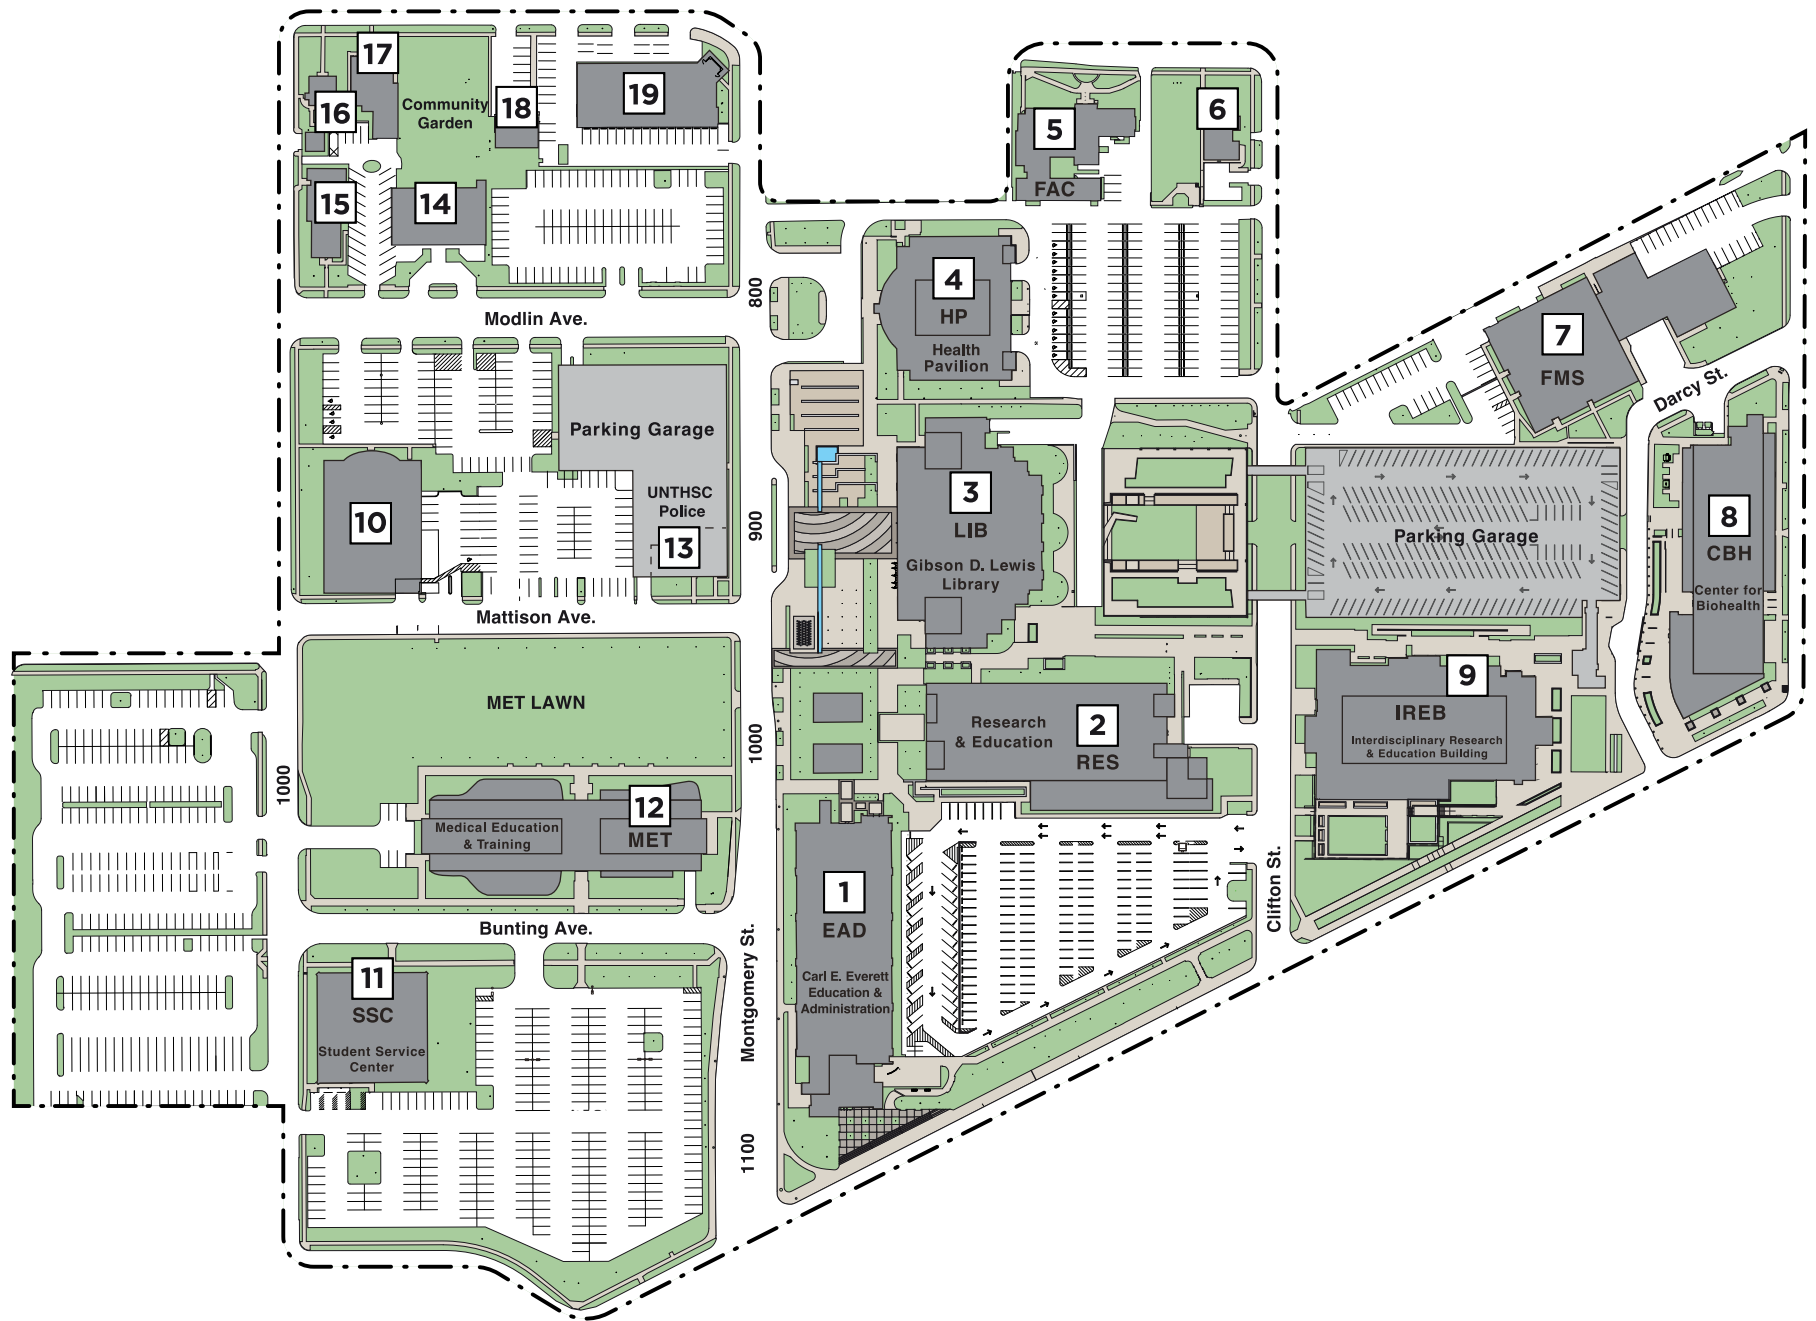 17
16
Community
Garden
18
19
5
6
FAC
15
14
4
HP
Health
Pavilion
800
Modlin Ave.
7
FMS
Darcy St.
Parking Garage
UNTHSC
Police
13
10
900
3
LIB
Gibson D. Lewis
Library
Parking Garage
8
CBH
Center for
Biohealth
Mattison Ave.
MET LAWN
1000
1000
Research
& Education
2
RES
9
IREB
Interdisciplinary Research
& Education Building
Medical Education
& Training
12
MET
1
EAD
Carl E. Everett
Education &
Administration
Clifton St.
Bunting Ave.
Montgomery St.
11
SSC
Student Service
Center
1100